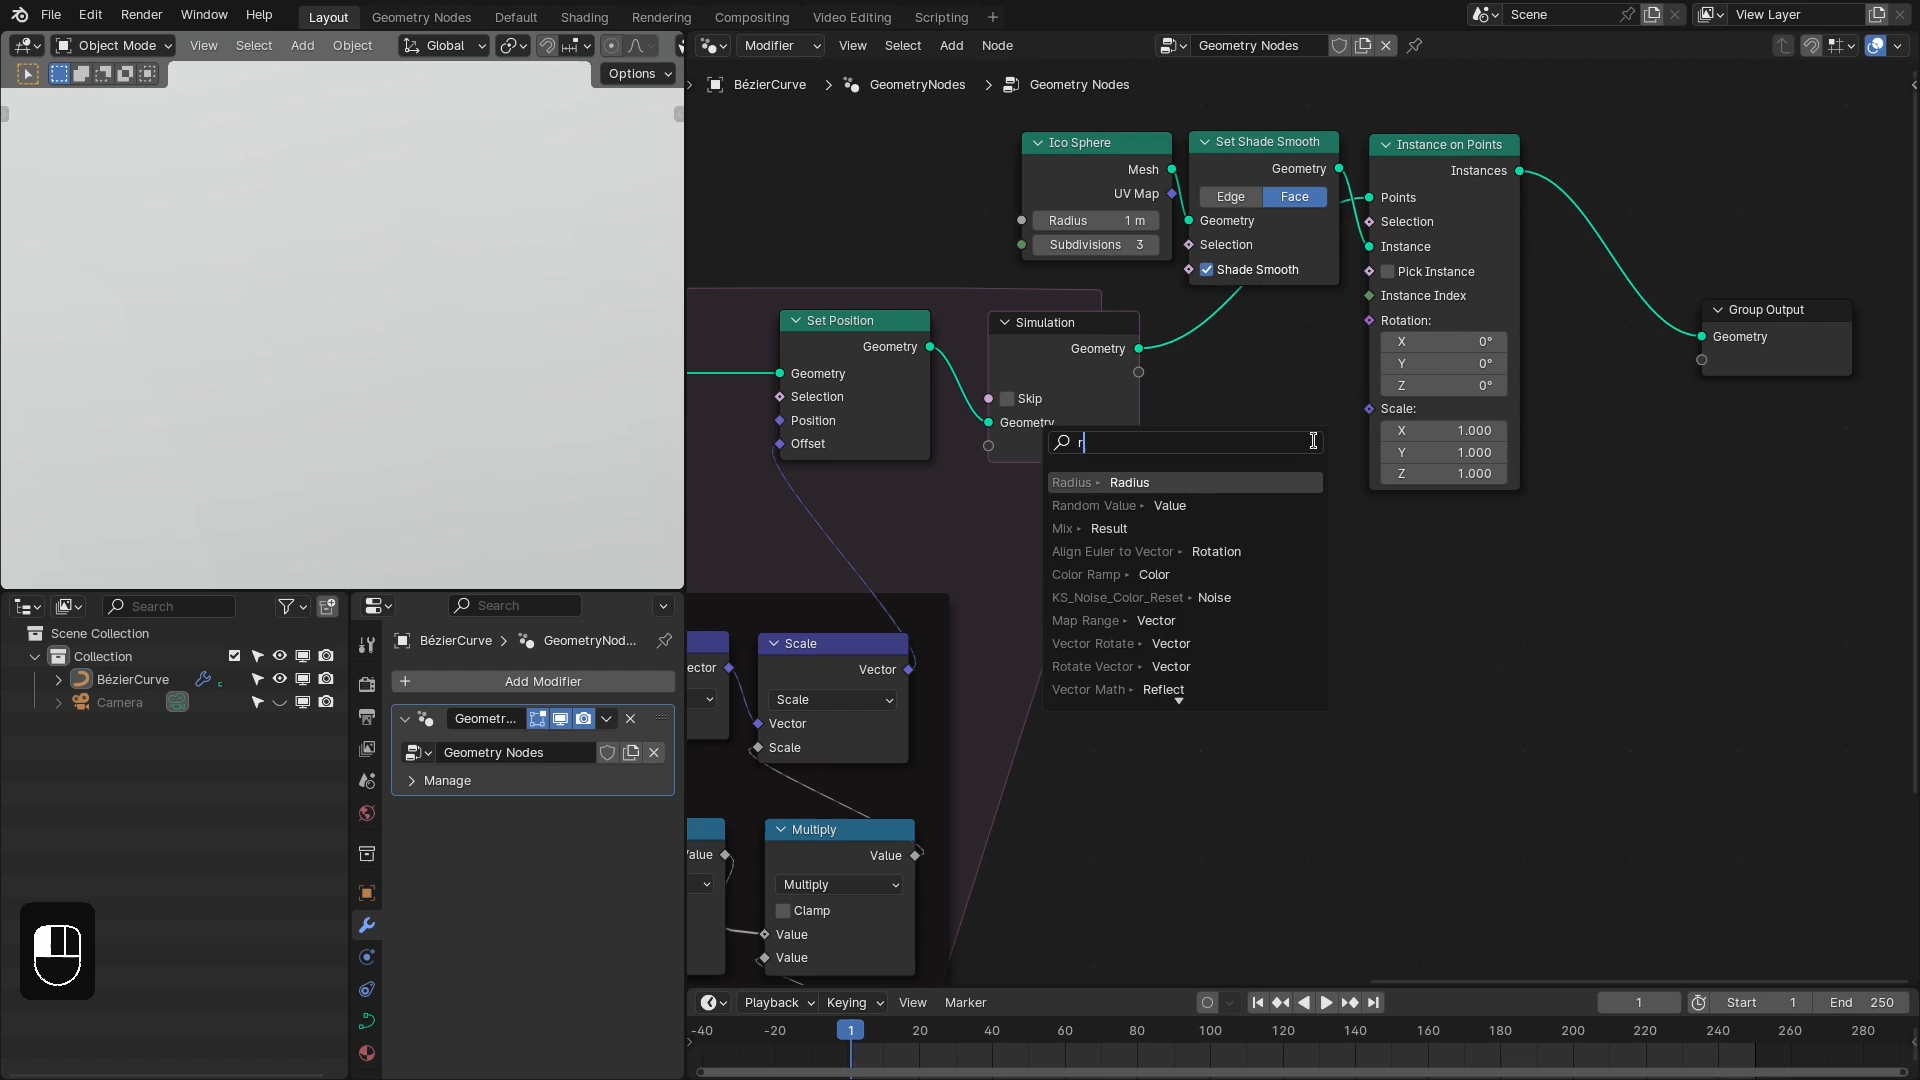 File Edit Render Window Help Layout Geometry Nodes Default Shading Rendering Compositing Video Editing Scripting + Scene View Layer
Object Mode View Select Add Object Global Modifier View Select Add Node Geometry Nodes
Options
BézierCurve > GeometryNodes > Geometry Nodes
Ico Sphere
Mesh
UV Map
Radius 1 m
Subdivisions 3
Set Shade Smooth
Geometry
Edge Face
Geometry
Selection
Shade Smooth
Instance on Points
Instances
Points
Selection
Instance
Pick Instance
Instance Index
Rotation:
X 0°
Y 0°
Z 0°
Scale:
X 1.000
Y 1.000
Z 1.000
Group Output
Geometry
Set Position
Geometry
Geometry
Selection
Position
Offset
Simulation
Geometry
Skip
Geometry
r
Radius Radius
Random Value Value
Mix Result
Align Euler to Vector Rotation
Color Ramp Color
KS_Noise_Color_Reset Noise
Map Range Vector
Vector Rotate Vector
Rotate Vector Vector
Vector Math Reflect
ector
Scale
Vector
Scale
Vector
Scale
alue
Multiply
Value
Multiply
Clamp
Value
Value
Search
Scene Collection
Collection
BézierCurve
Camera
Search
BézierCurve > GeometryNod...
+ Add Modifier
Geometr...
Geometry Nodes
Manage
Playback Keying View Marker 1 Start 1 End 250
-40 -20 1 20 40 60 80 100 120 140 160 180 200 220 240 260 280